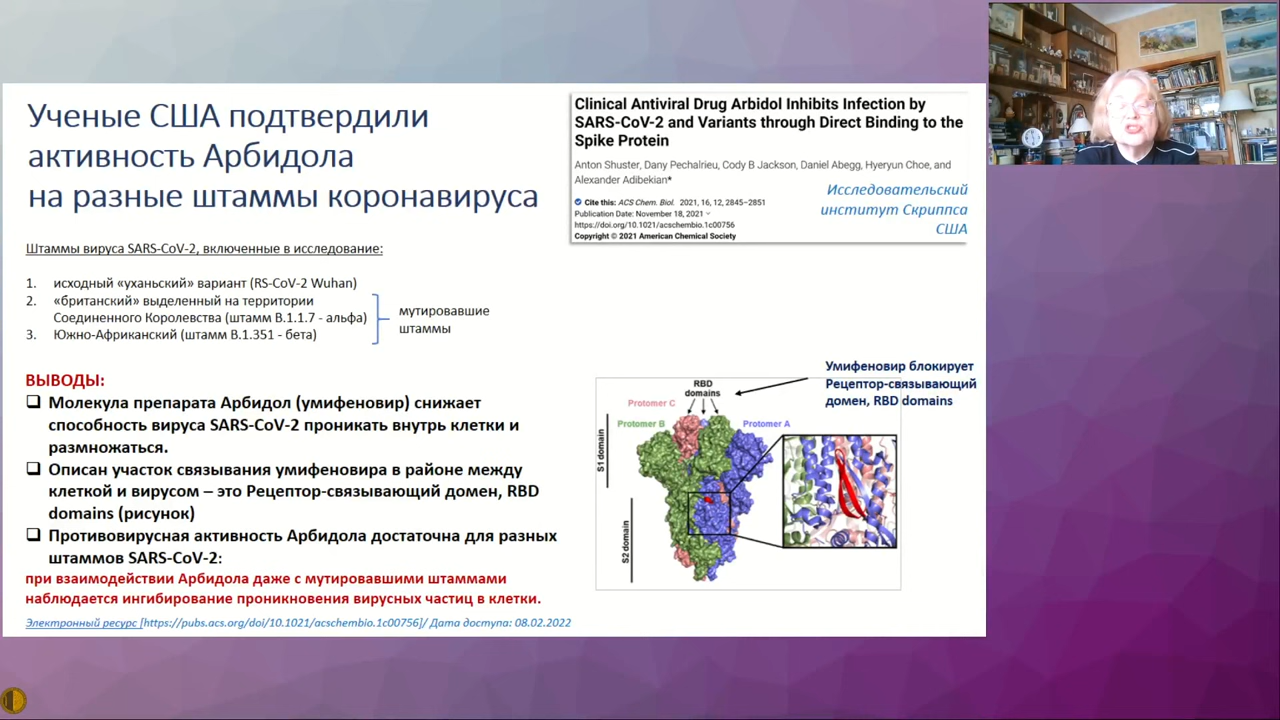 Ученые США подтвердили
активность Арбидола
на разные штаммы коронавируса
Clinical Antiviral Drug Arbidol Inhibits Infection by
SARS-CoV-2 and Variants through Direct Binding to the
Spike Protein
Anton Shuster, Dany Pechalrieu, Cody B Jackson, Daniel Abegg, Hyeryun Choe, and
Alexander Adibekian*
Cite this: ACS Chem. Biol. 2021, 16, 12, 2845–2851
Publication Date: November 18, 2021
https://doi.org/10.1021/acschembio.1c00756
Copyright © 2021 American Chemical Society
Исследовательский
институт Скриппса
США
Штаммы вируса SARS-CoV-2, включенные в исследование:
1. исходный «уханьский» вариант (RS-CoV-2 Wuhan)
2. «британский» выделенный на территории
Соединенного Королевства (штамм B.1.1.7 - альфа)
3. Южно-Африканский (штамм B.1.351 - бета)
мутировавшие
штаммы
ВЫВОДЫ:
❑ Молекула препарата Арбидол (умифеновир) снижает
способность вируса SARS-CoV-2 проникать внутрь клетки и
размножаться.
❑ Описан участок связывания умифеновира в районе между
клеткой и вирусом – это Рецептор-связывающий домен, RBD
domains (рисунок)
❑ Противовирусная активность Арбидола достаточна для разных
штаммов SARS-CoV-2:
при взаимодействии Арбидола даже с мутировавшими штаммами
наблюдается ингибирование проникновения вирусных частиц в клетки.
Электронный ресурс [https://pubs.acs.org/doi/10.1021/acschembio.1c00756]/ Дата доступа: 08.02.2022
Умифеновир блокирует
Рецептор-связывающий
домен, RBD domains
RBD
domains
Protomer C
Protomer B
Protomer A
S1 domain
S2 domain